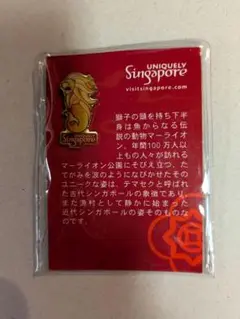 UNIQUELY
Singapore
visitsingapore.com
Singapore
獅子の頭を持ち下半
身は魚からなる伝
説の動物マーライオ
ン。年間100万人以
上もの人々が訪れる
マーライオン公園にそびえ立つ、たて
がみを波のようになびかせたその
ユニークな姿は、テマセクと呼ばれ
た古代シンガポールの象徴であり、
また漁村として静かに始まった
近代シンガポールの姿そのものな
のです。